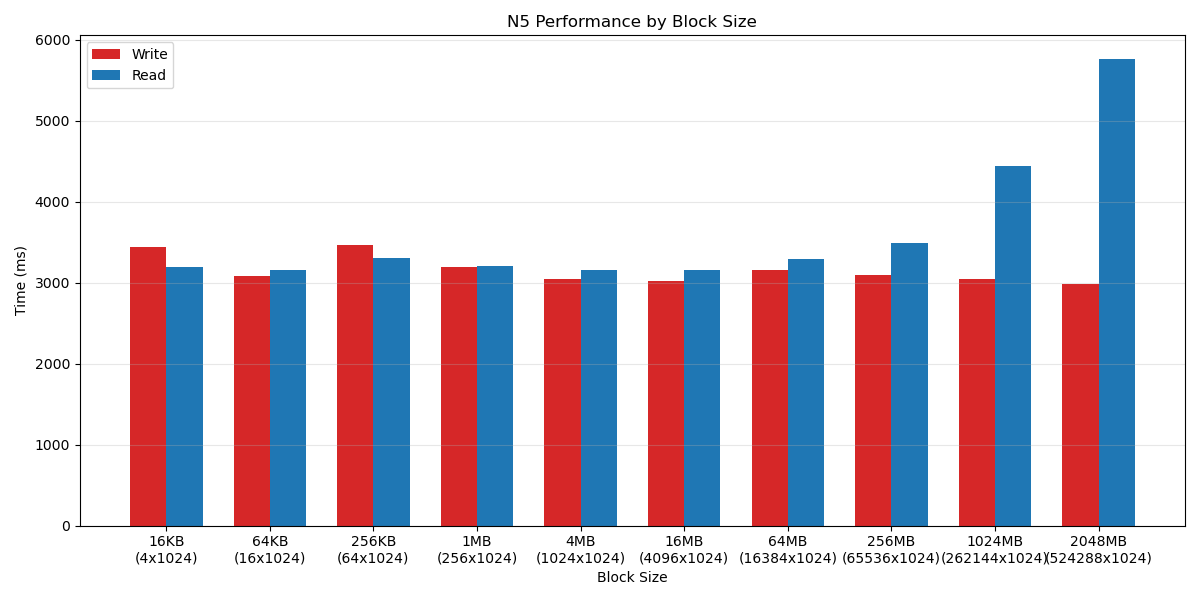 N5 Performance by Block Size
Write
Read
Time (ms)
6000
5000
4000
3000
2000
1000
0
16KB 64KB 256KB 1MB 4MB 16MB 64MB 256MB 1024MB 2048MB
(4x1024) (16x1024) (64x1024) (256x1024) (1024x1024) (4096x1024) (16384x1024) (65536x1024) (262144x1024) (524288x1024)
Block Size